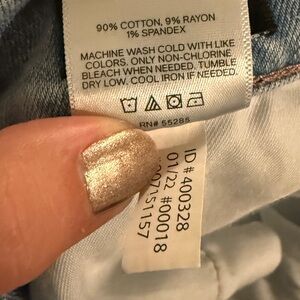 90% COTTON, 9% RAYON
1% SPANDEX
MACHINE WASH COLD WITH LIKE
COLORS. ONLY NON-CHLORINE
BLEACH WHEN NEEDED. TUMBLE
DRY LOW. COOL IRON IF NEEDED.
RN# 55285
ID #400328
01/22 #00018